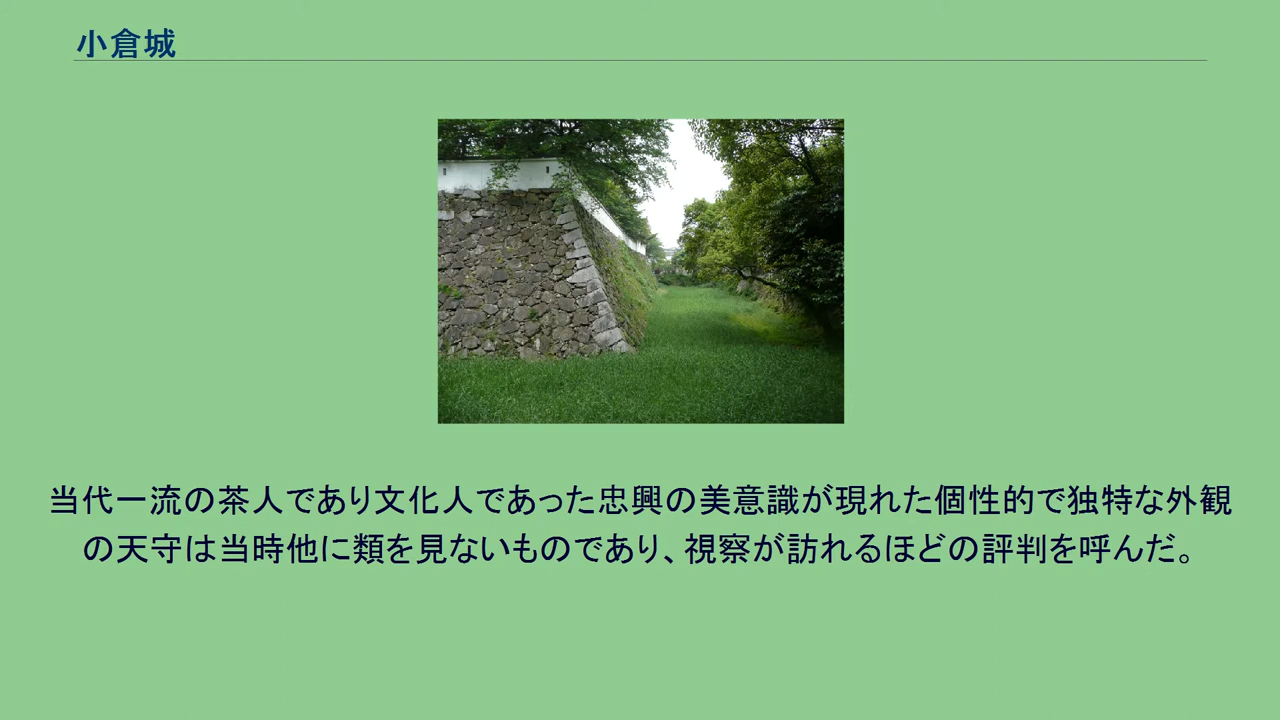 小倉城
当代一流の茶人であり文化人であった忠興の美意識が現れた個性的で独特な外観
の天守は当時他に類を見ないものであり、視察が訪れるほどの評判を呼んだ。